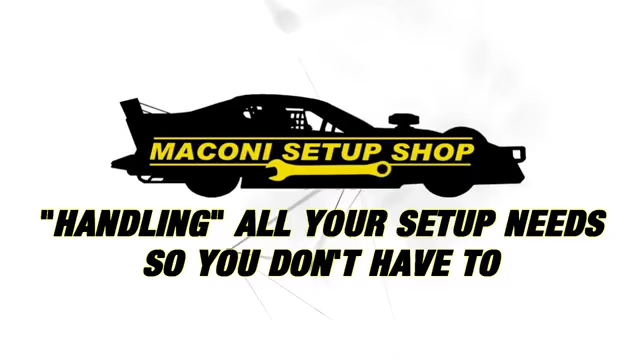 MACONI SETUP SHOP
"HANDLING" ALL YOUR SETUP NEEDS
SO YOU DON'T HAVE TO